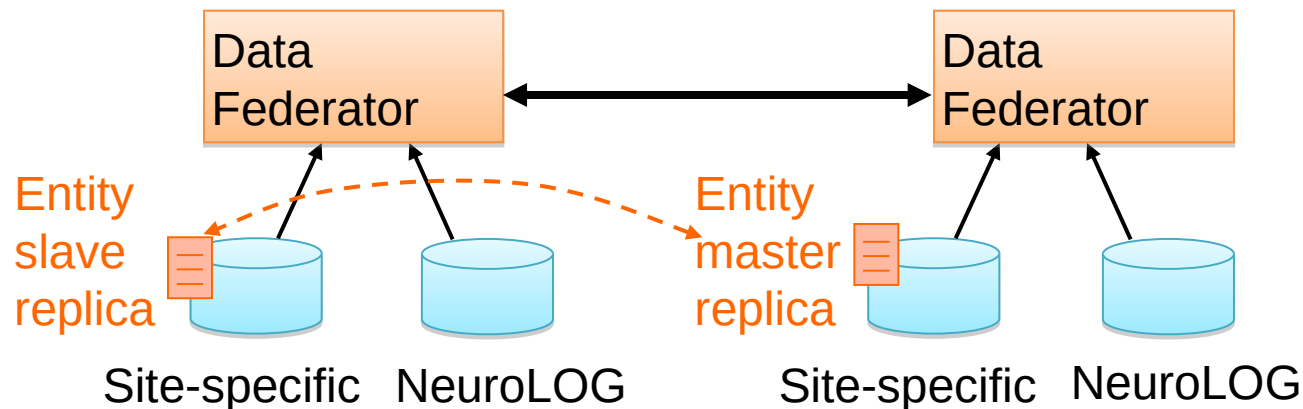 Data
Federator
Data
Federator
Entity
slave
replica
Entity
master
replica
Site-specific
NeuroLOG
Site-specific
NeuroLOG